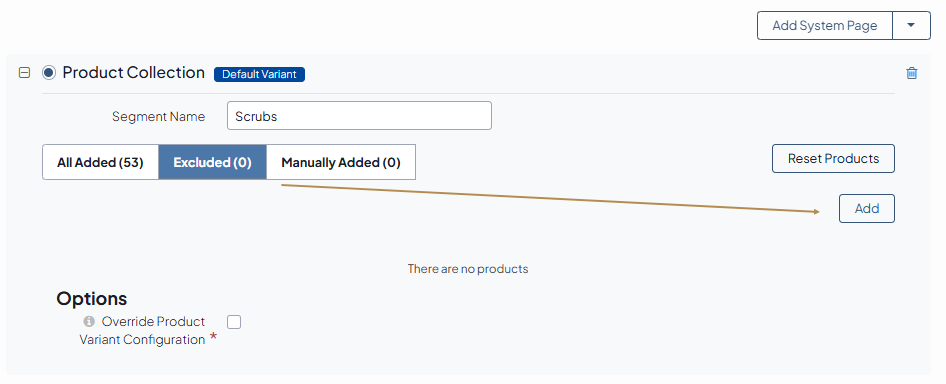 Add System Page
Product Collection Default Variant
Segment Name Scrubs
All Added (53) Excluded (0) Manually Added (0) Reset Products
Add
There are no products
Options
Override Product
Variant Configuration *